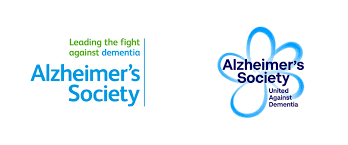 Leading the fight
against dementia
Alzheimer's
Society
Alzheimer's
Society
United
Against
Dementia